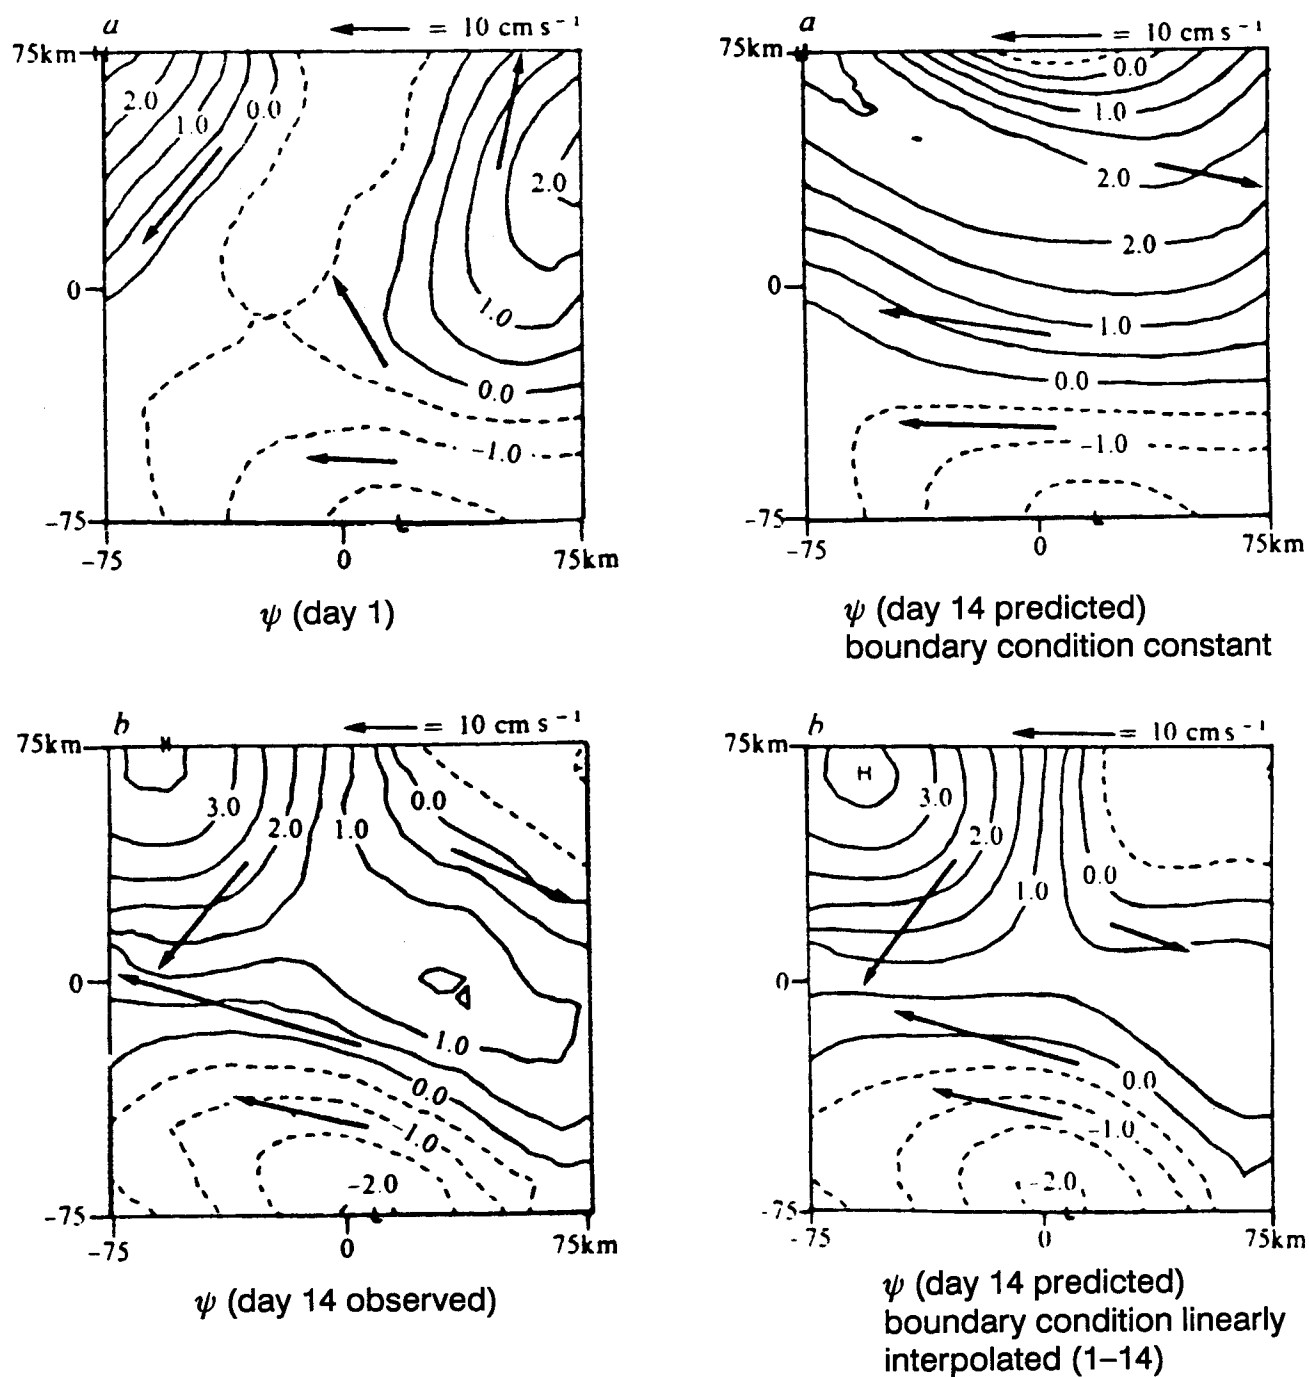 a
= 10 cm s⁻¹
75km
2.0
1.0
0.0
2.0
0
1.0
0.0
-1.0
-75
-75
0
75km
ψ (day 1)
a
= 10 cm s⁻¹
75km
0.0
1.0
2.0
2.0
0
1.0
0.0
-1.0
-75
-75
0
75km
ψ (day 14 predicted)
boundary condition constant
b
= 10 cm s⁻¹
75km
3.0
2.0
1.0
0.0
0
1.0
0.0
-1.0
-2.0
-75
-75
0
75km
ψ (day 14 observed)
b
= 10 cm s⁻¹
75km
H
3.0
2.0
1.0
0.0
0
0.0
-1.0
-2.0
-75
-75
0
75km
ψ (day 14 predicted)
boundary condition linearly
interpolated (1–14)